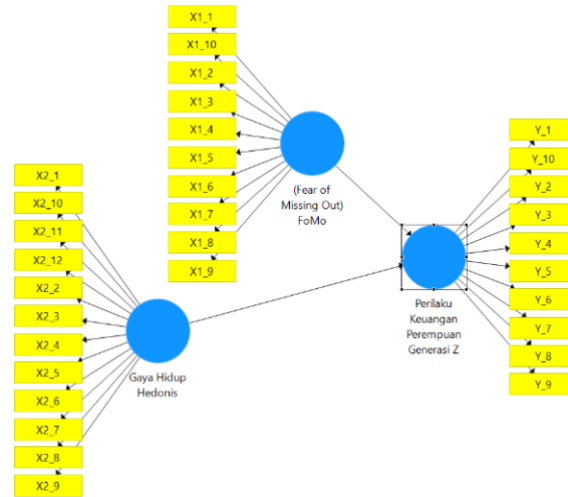 X1_1
X1_10
X1_2
X1_3
X1_4
X1_5
X1_6
X1_7
X1_8
X1_9
(Fear of
Missing Out)
FoMo
X2_1
X2_10
X2_11
X2_12
X2_2
X2_3
X2_4
X2_5
X2_6
X2_7
X2_8
X2_9
Gaya Hidup
Hedonis
Y_1
Y_10
Y_2
Y_3
Y_4
Y_5
Y_6
Y_7
Y_8
Y_9
Perilaku
Keuangan
Perempuan
Generasi Z